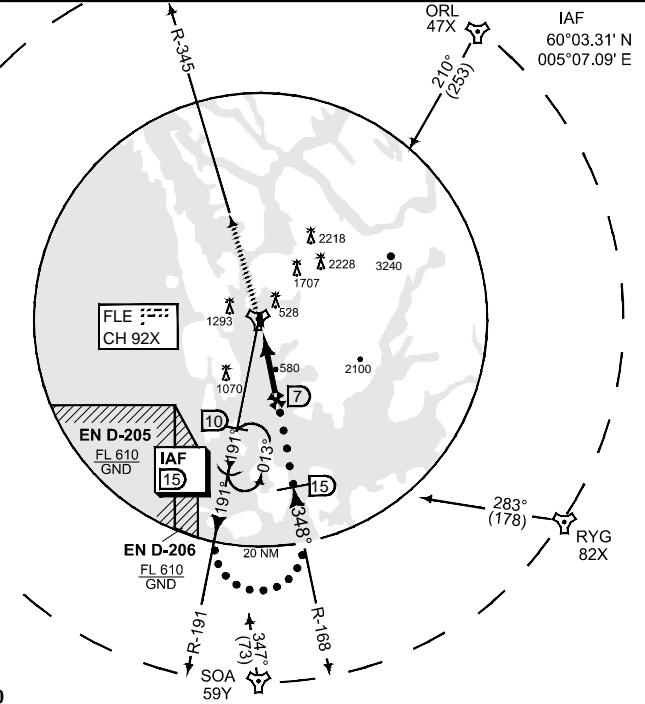 ORL
47X
IAF
60°03.31' N
005°07.09' E
R-345
210°
(253)
2218
2228
3240
1707
528
1293
FLE
CH 92X
580
2100
1070
7
10
EN D-205
FL 610
GND
IAF
15
191°
013°
191°
15
348°
283°
(178)
RYG
82X
EN D-206
FL 610
GND
20 NM
R-191
R-168
347°
(73)
SOA
59Y